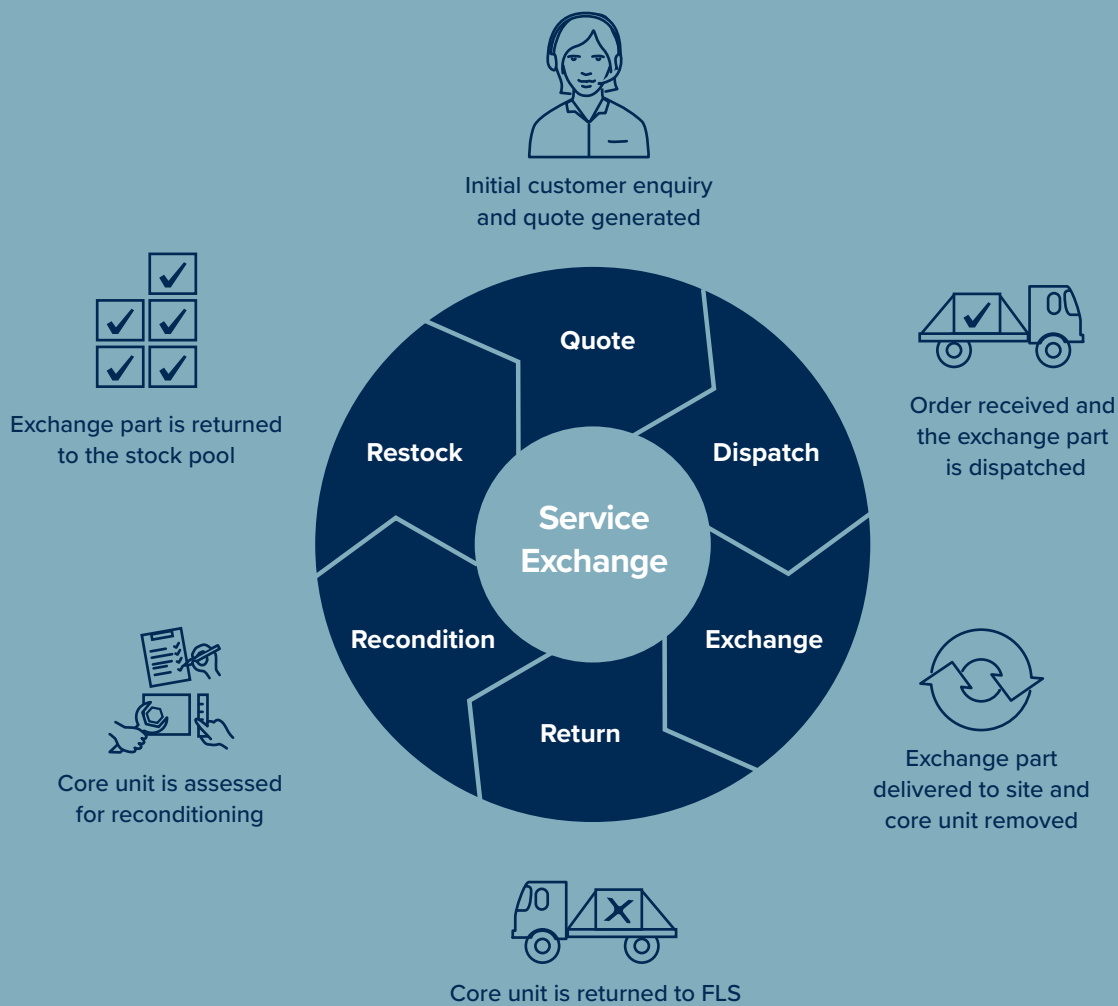 Initial customer enquiry
and quote generated
Quote
Order received and
the exchange part
is dispatched
Dispatch
Exchange part
delivered to site and
core unit removed
Exchange
Core unit is returned to FLS
Return
Core unit is assessed
for reconditioning
Recondition
Exchange part is returned
to the stock pool
Restock
Service
Exchange